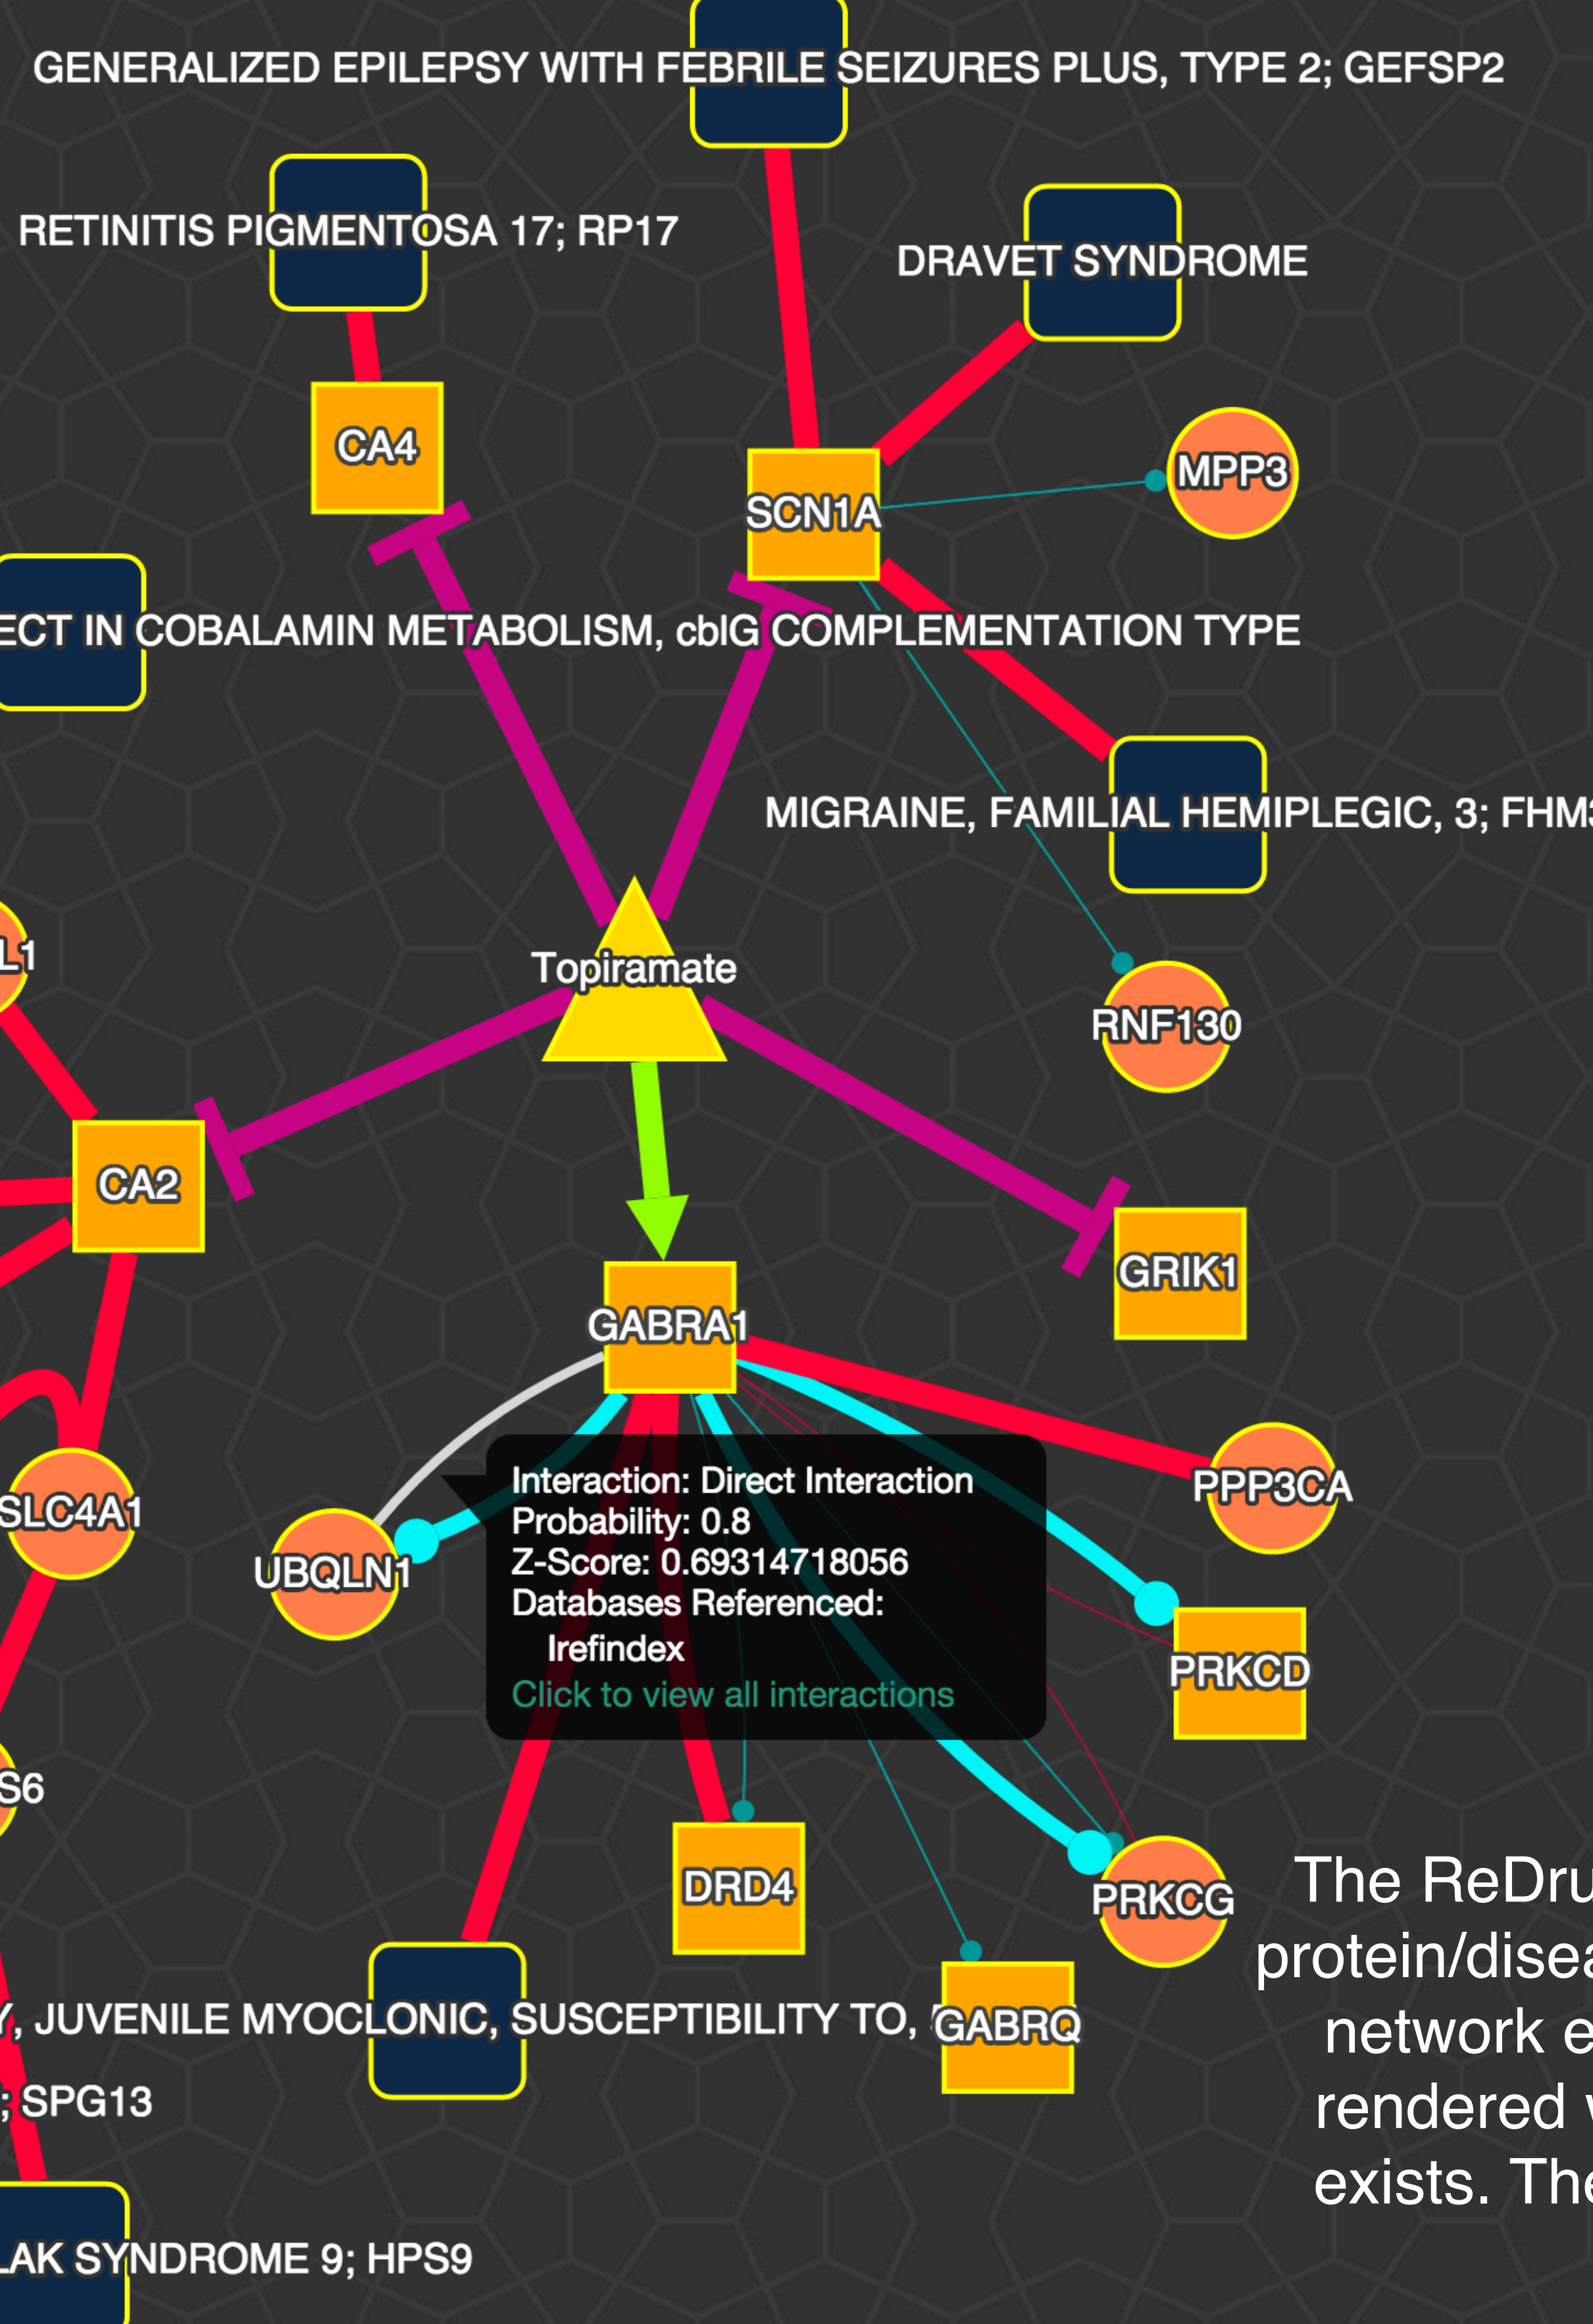 GENERALIZED EPILEPSY WITH FEBRILE SEIZURES PLUS, TYPE 2; GEFSP2
RETINITIS PIGMENTOSA 17; RP17
DRAVET SYNDROME
CA4
MPP3
SCN1A
ECT IN COBALAMIN METABOLISM, cblG COMPLEMENTATION TYPE
MIGRAINE, FAMILIAL HEMIPLEGIC, 3; FHM3
L1
Topiramate
RNF130
CA2
GRIK1
GABRA1
Interaction: Direct Interaction
Probability: 0.8
Z-Score: 0.69314718056
Databases Referenced:
Irefindex
Click to view all interactions
PPP3CA
SLC4A1
UBQLN1
PRKCD
S6
DRD4
PRKCG
The ReDru
protein/disea
network e
rendered
exists. The
Y, JUVENILE MYOCLONIC, SUSCEPTIBILITY TO,
GABRQ
; SPG13
LAK SYNDROME 9; HPS9